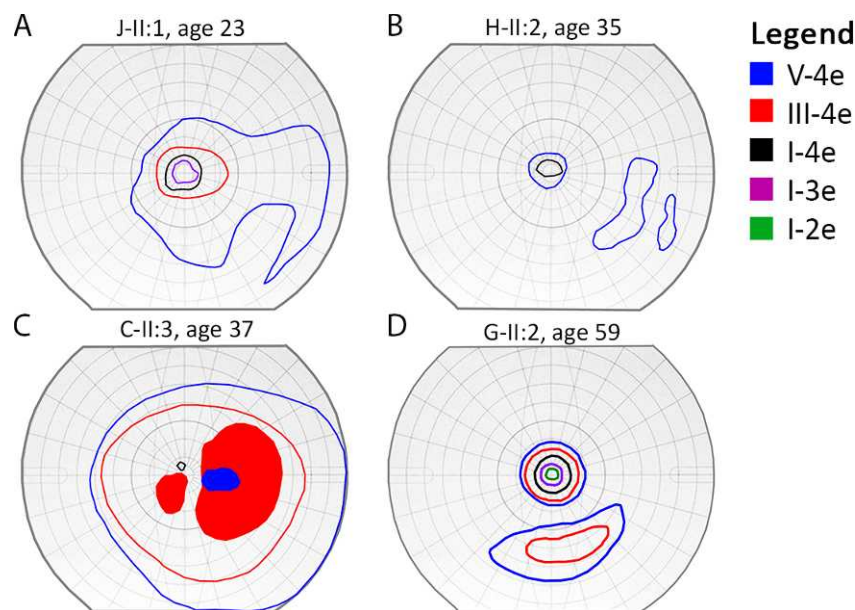 A
J-II:1, age 23
B
H-II:2, age 35
Legend
V-4e
III-4e
I-4e
I-3e
I-2e
C
C-II:3, age 37
D
G-II:2, age 59